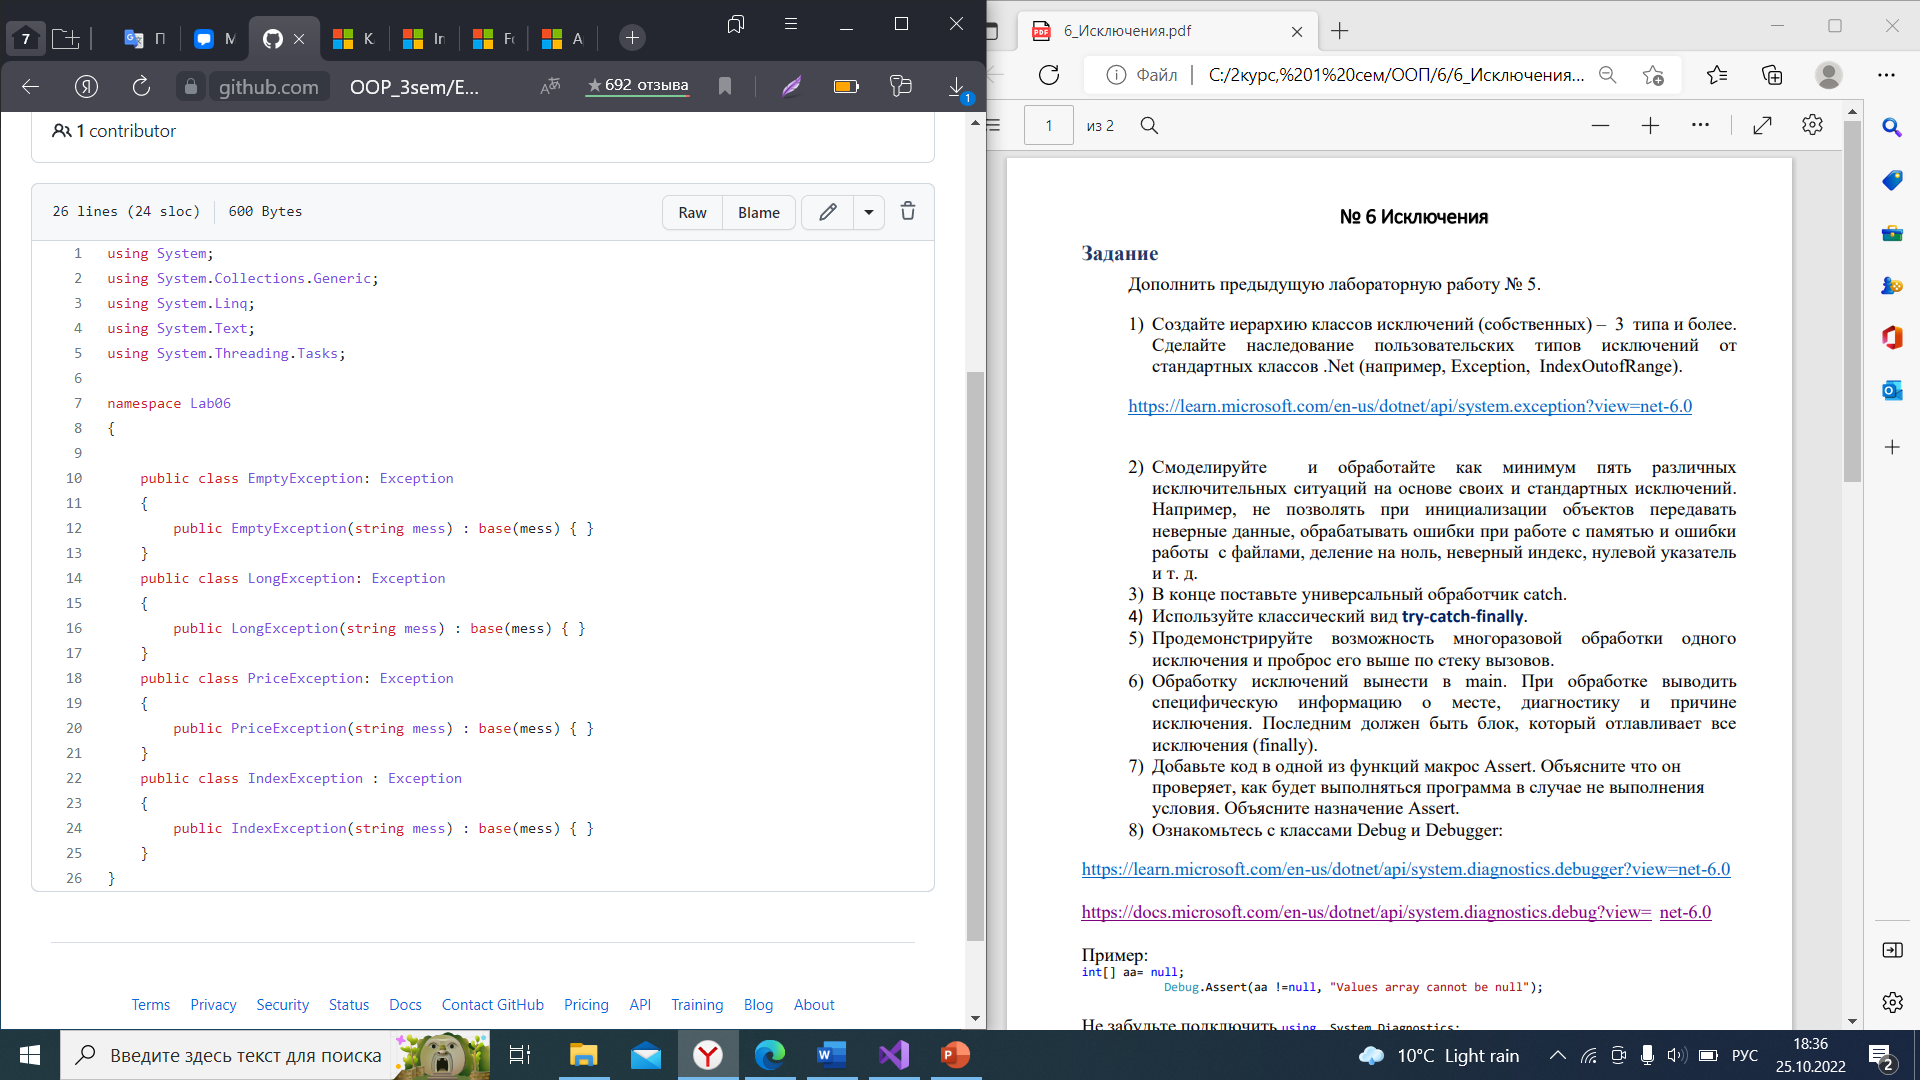 7
П
М
К
Ir
Fc
A
github.com
OOP_3sem/E...
★692 отзыва
1
1 contributor
26 lines (24 sloc)
600 Bytes
Raw
Blame
1 using System;
2 using System.Collections.Generic;
3 using System.Linq;
4 using System.Text;
5 using System.Threading.Tasks;
6
7 namespace Lab06
8 {
9
10 public class EmptyException: Exception
11 {
12 public EmptyException(string mess) : base(mess) { }
13 }
14 public class LongException: Exception
15 {
16 public LongException(string mess) : base(mess) { }
17 }
18 public class PriceException: Exception
19 {
20 public PriceException(string mess) : base(mess) { }
21 }
22 public class IndexException : Exception
23 {
24 public IndexException(string mess) : base(mess) { }
25 }
26 }
Terms Privacy Security Status Docs Contact GitHub Pricing API Training Blog About
6_Исключения.pdf
Файл
C:/2курс,%201%20сем/ООП/6/6_Исключения...
1 из 2
№ 6 Исключения
Задание
Дополнить предыдущую лабораторную работу № 5.
1) Создайте иерархию классов исключений (собственных) – 3 типа и более.
Сделайте наследование пользовательских типов исключений от
стандартных классов .Net (например, Exception, IndexOutofRange).
https://learn.microsoft.com/en-us/dotnet/api/system.exception?view=net-6.0
2) Смоделируйте и обработайте как минимум пять различных
исключительных ситуаций на основе своих и стандартных исключений.
Например, не позволять при инициализации объектов передавать
неверные данные, обрабатывать ошибки при работе с памятью и ошибки
работы с файлами, деление на ноль, неверный индекс, нулевой указатель
и т. д.
3) В конце поставьте универсальный обработчик catch.
4) Используйте классический вид try-catch-finally.
5) Продемонстрируйте возможность многоразовой обработки одного
исключения и проброс его выше по стеку вызовов.
6) Обработку исключений вынести в main. При обработке выводить
специфическую информацию о месте, диагностику и причине
исключения. Последним должен быть блок, который отлавливает все
исключения (finally).
7) Добавьте код в одной из функций макрос Assert. Объясните что он
проверяет, как будет выполняться программа в случае не выполнения
условия. Объясните назначение Assert.
8) Ознакомьтесь с классами Debug и Debugger:
https://learn.microsoft.com/en-us/dotnet/api/system.diagnostics.debugger?view=net-6.0
https://docs.microsoft.com/en-us/dotnet/api/system.diagnostics.debug?view= net-6.0
Пример:
int[] aa= null;
Debug.Assert(aa !=null, "Values array cannot be null");
Не забудьте подключить using System.Diagnostics;
Введите здесь текст для поиска
10°C Light rain
РУС
18:36
25.10.2022
2